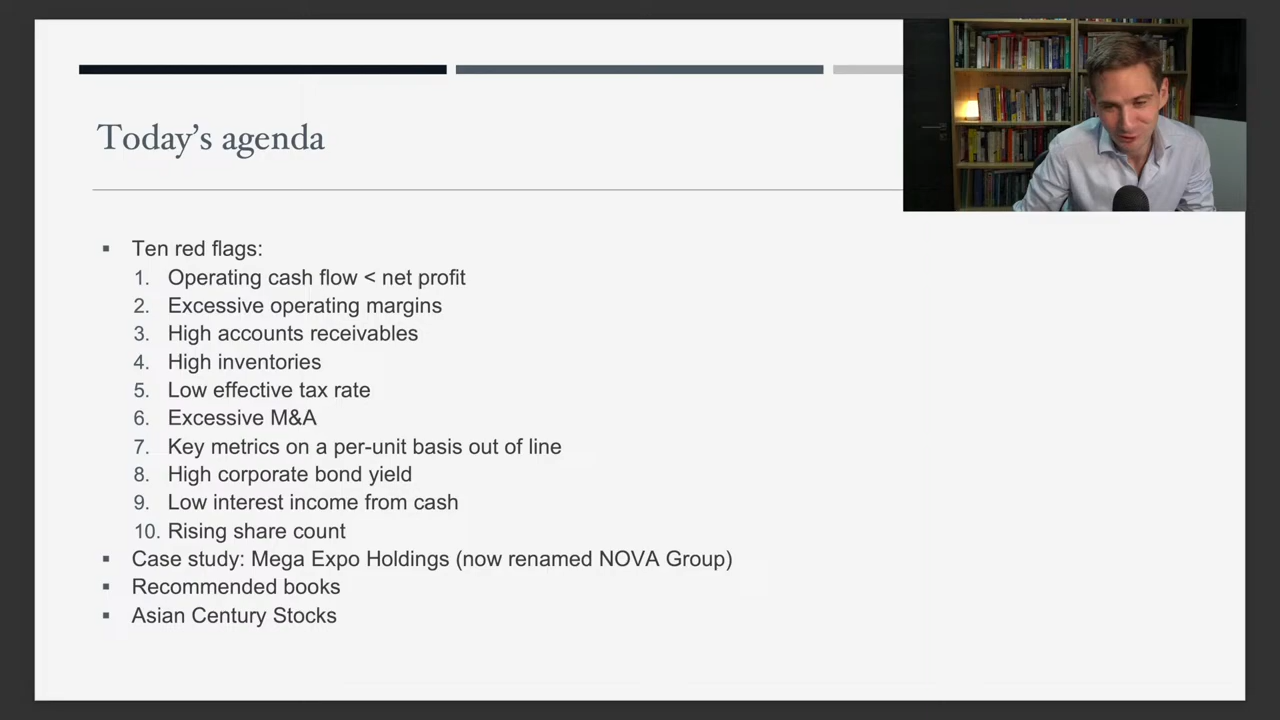 Today’s agenda
▪ Ten red flags:
1. Operating cash flow < net profit
2. Excessive operating margins
3. High accounts receivables
4. High inventories
5. Low effective tax rate
6. Excessive M&A
7. Key metrics on a per-unit basis out of line
8. High corporate bond yield
9. Low interest income from cash
10. Rising share count
▪ Case study: Mega Expo Holdings (now renamed NOVA Group)
▪ Recommended books
▪ Asian Century Stocks